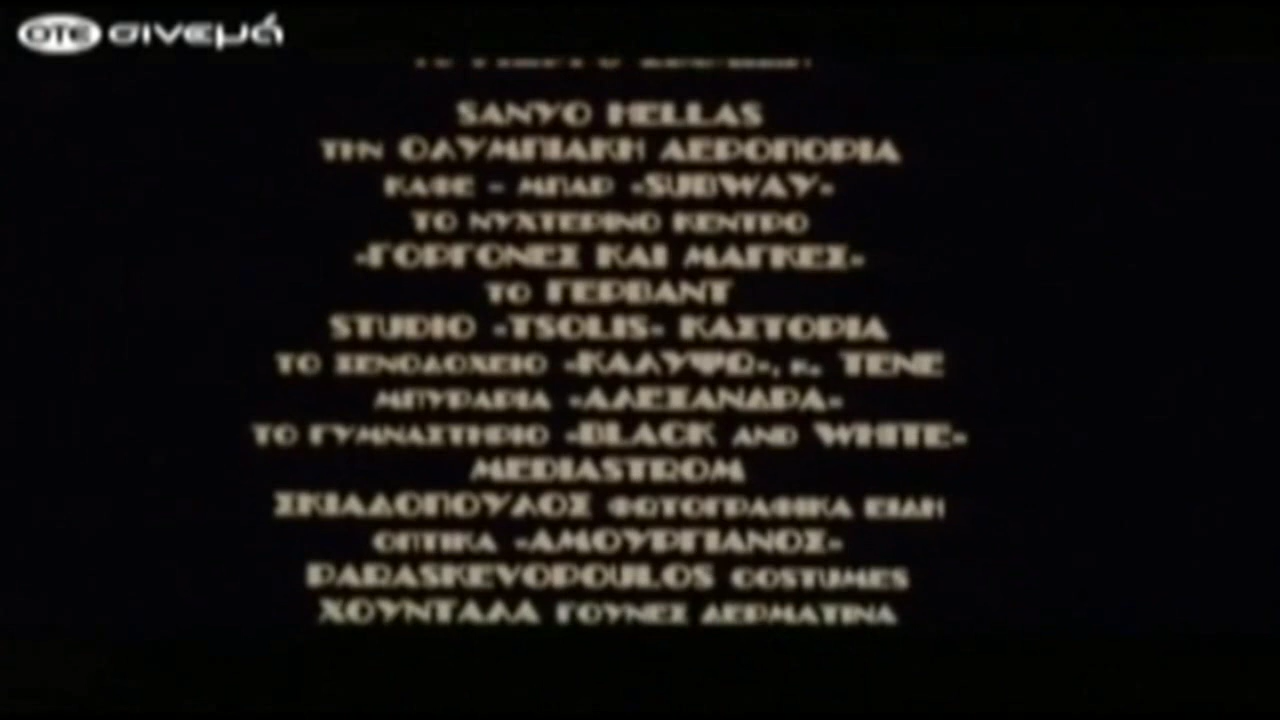 OTE σινεμά
SANYO HELLAS
ΤΗΝ ΟΛΥΜΠΙΑΚΗ ΑΕΡΟΠΟΡΙΑ
ΚΑΦΕ - ΜΠΑΡ «SUBWAY»
ΤΟ ΝΥΧΤΕΡΙΝΟ ΚΕΝΤΡΟ
«ΓΟΡΓΟΝΕΣ ΚΑΙ ΜΑΓΚΕΣ»
ΤΟ ΓΕΡΒΑΝΤ
STUDIO «TSOLIS» ΚΑΣΤΟΡΙΑ
ΤΟ ΞΕΝΟΔΟΧΕΙΟ «ΚΑΛΥΨΩ», κ. ΤΕΝΕ
ΜΠΥΡΑΡΙΑ «ΑΛΕΞΑΝΔΡΑ»
ΤΟ ΓΥΜΝΑΣΤΗΡΙΟ «BLACK AND WHITE»
MEDIASTROM
ΣΚΙΑΔΟΠΟΥΛΟΣ ΦΩΤΟΓΡΑΦΙΚΑ ΕΙΔΗ
ΟΠΤΙΚΑ «ΑΜΟΥΡΓΙΑΝΟΣ»
PARASKEVOPOULOS COSTUMES
ΧΟΥΝΤΑΛΑ ΓΟΥΝΕΣ ΔΕΡΜΑΤΙΝΑ